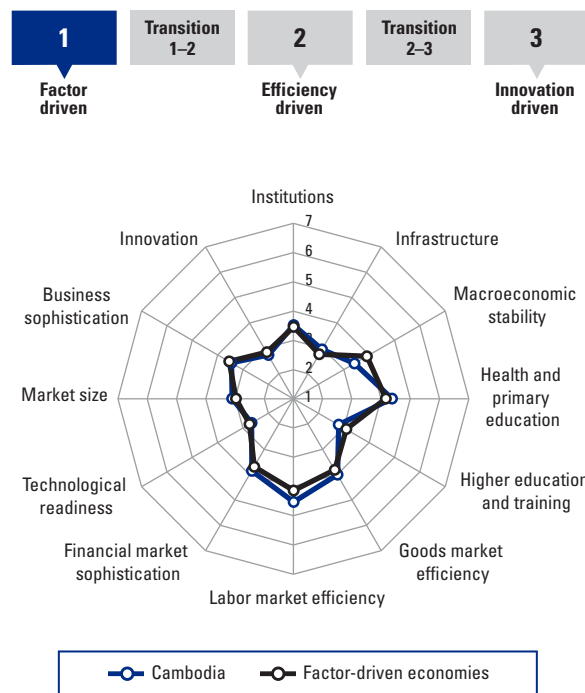 1
Transition
1–2
2
Transition
2–3
3
Factor
driven
Efficiency
driven
Innovation
driven
Institutions
7
Innovation
6
Infrastructure
5
Business
sophistication
4
Macroeconomic
stability
3
2
Market size
1
Health and
primary
education
Technological
readiness
Higher education
and training
Financial market
sophistication
Goods market
efficiency
Labor market efficiency
Cambodia
Factor-driven economies